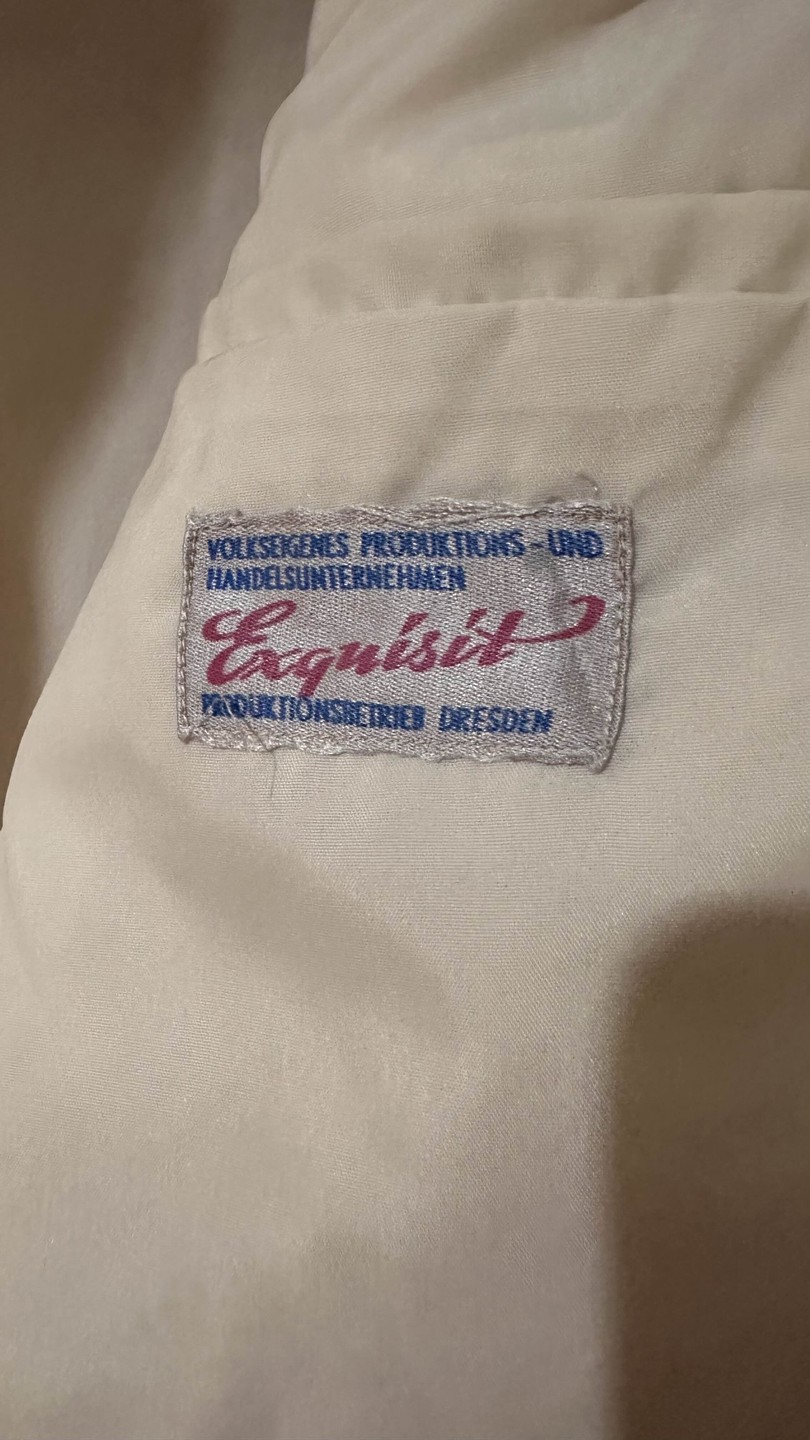 VOLKSEIGENES PRODUKTIONS - UND
HANDELSUNTERNEHMEN
Exquisit
PRODUKTIONSBETRIEB DRESDEN